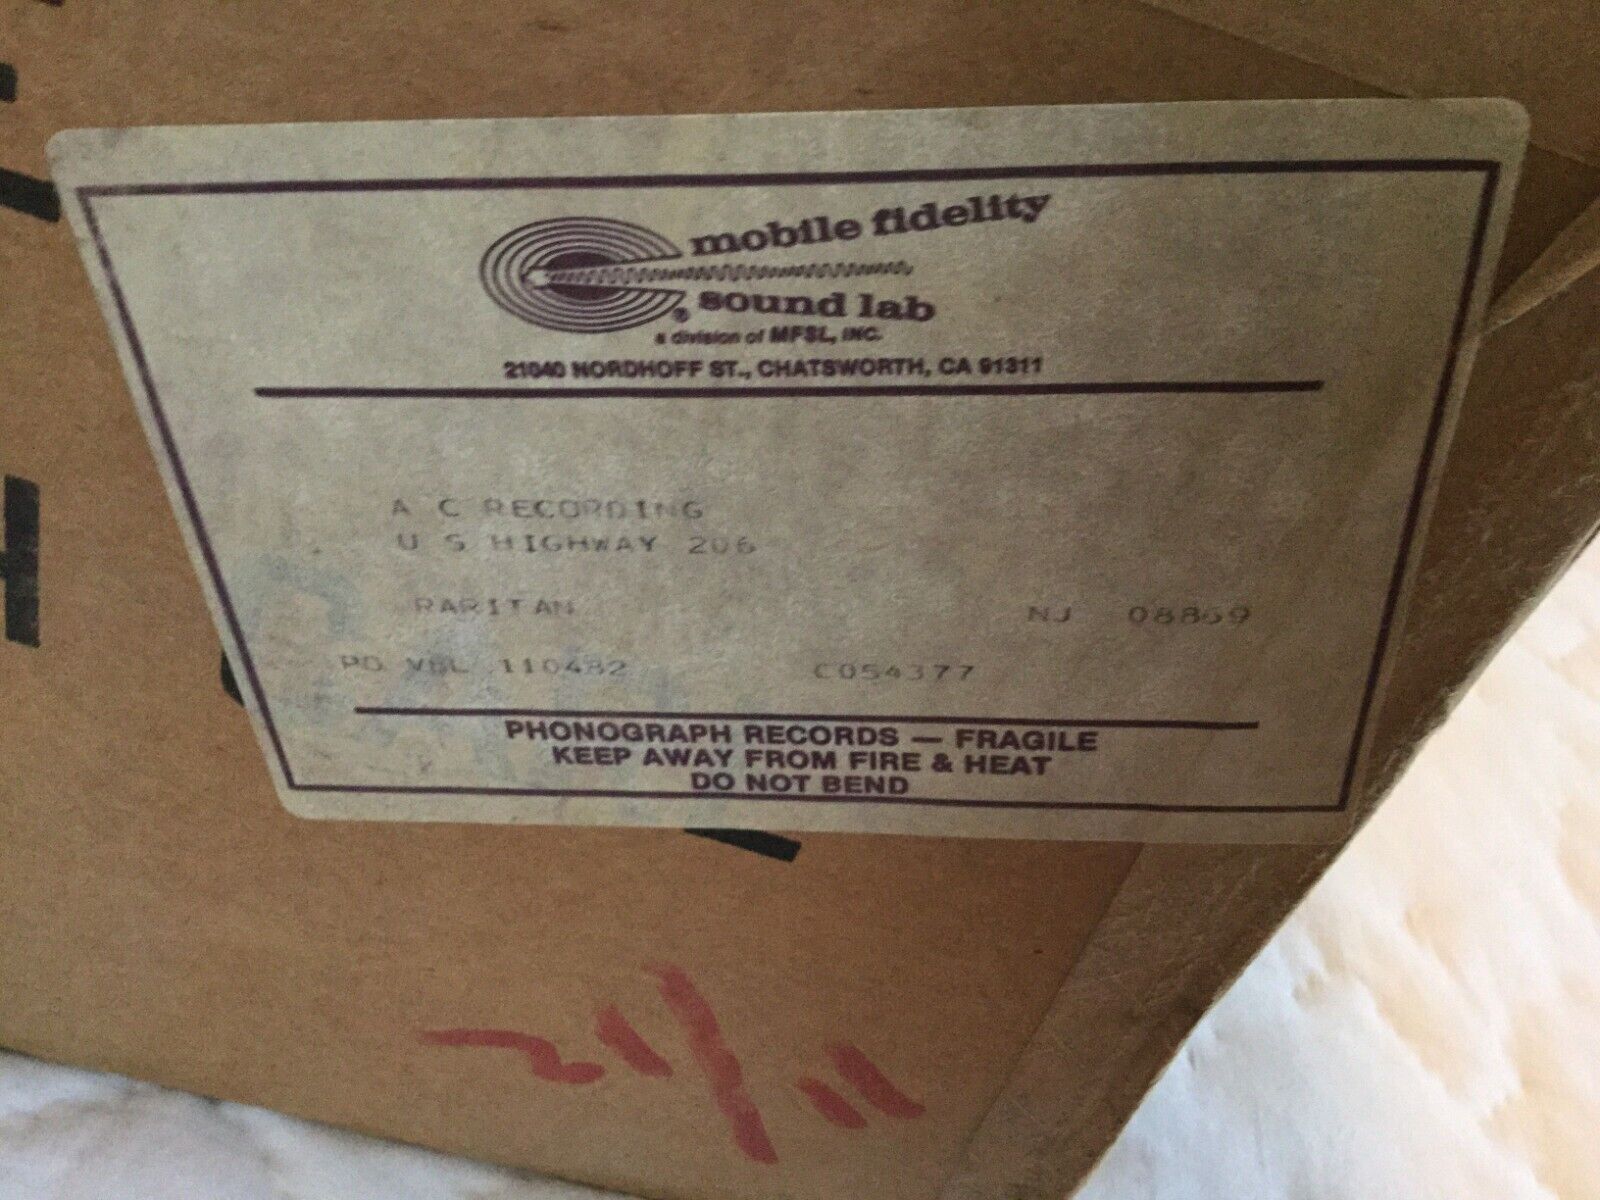 mobile fidelity
sound lab
®
a division of MFSL, INC.
21040 NORDHOFF ST., CHATSWORTH, CA 91311
A C RECORDING
U S HIGHWAY 206
RARITAN NJ 08869
PO VBL 110482 C054377
PHONOGRAPH RECORDS — FRAGILE
KEEP AWAY FROM FIRE & HEAT
DO NOT BEND